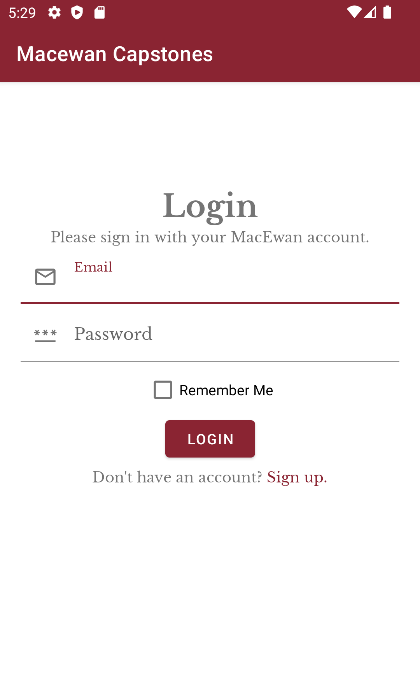 5:29
Macewan Capstones
Login
Please sign in with your MacEwan account.
Email
***
Password
Remember Me
LOGIN
Don't have an account? Sign up.